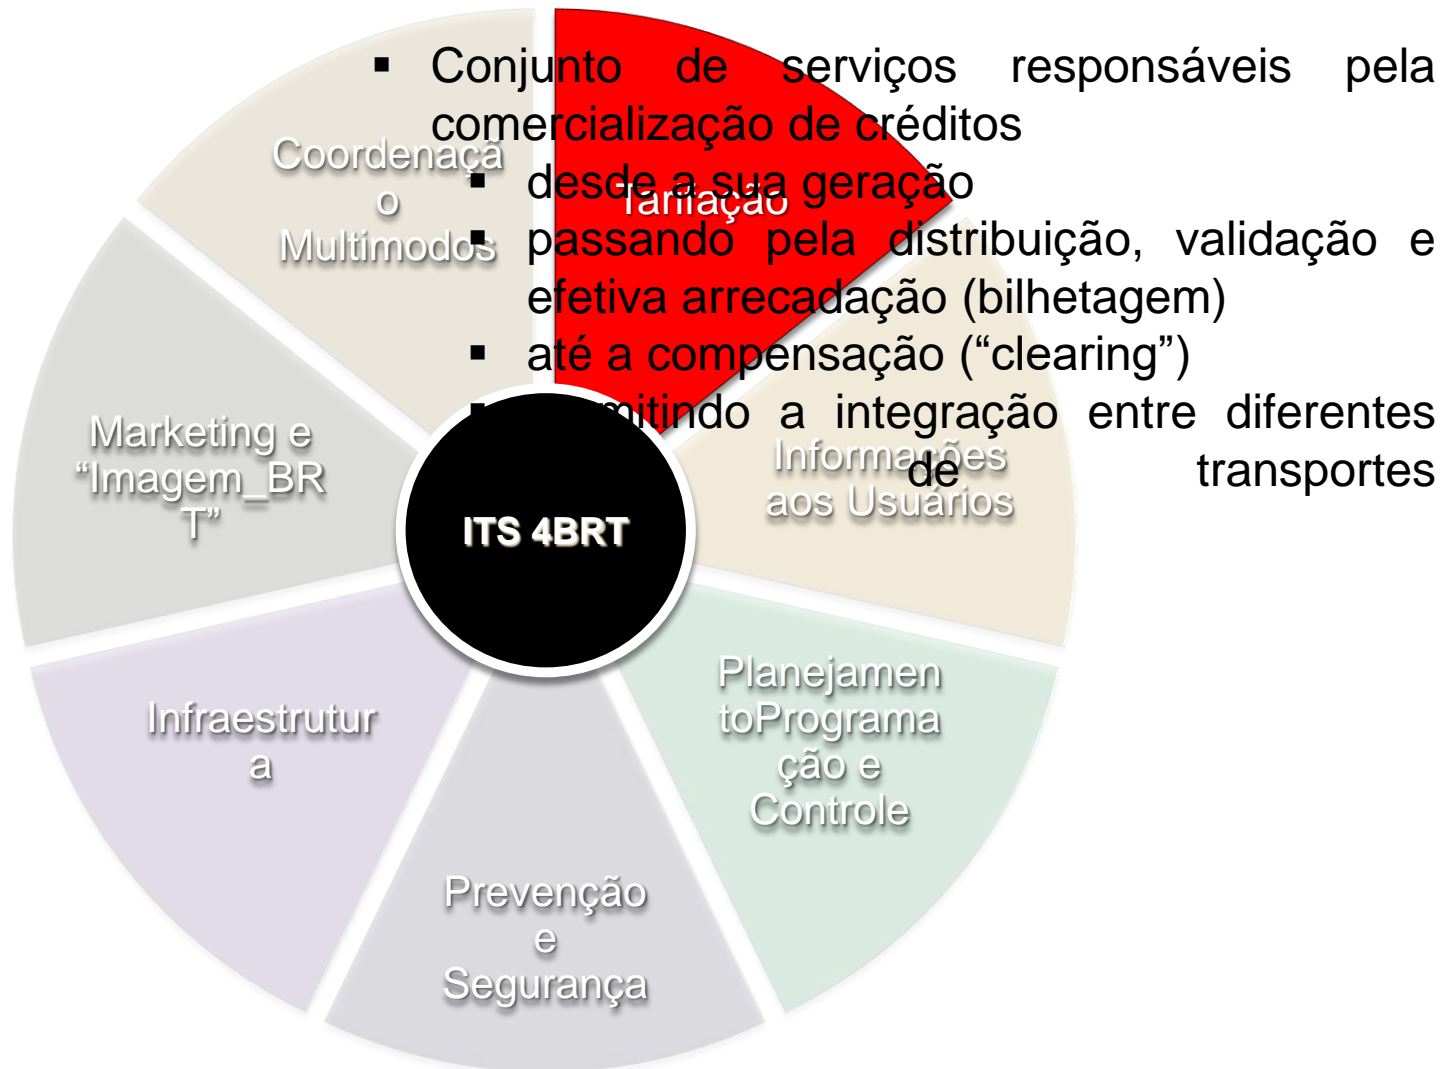 ▪ Conjunto de serviços responsáveis pela
comercialização de créditos
▪ desde a sua geração
▪ passando pela distribuição, validação e
efetiva arrecadação (bilhetagem)
▪ até a compensação (“clearing”)
▪ mitindo a integração entre diferentes
de transportes
Coordenaçã
o
Multimodos
Tarifação
Informações
aos Usuários
Planejamen
toPrograma
ção e
Controle
Prevenção
e
Segurança
Infraestrutur
a
Marketing e
“Imagem_BR
T”
ITS 4BRT